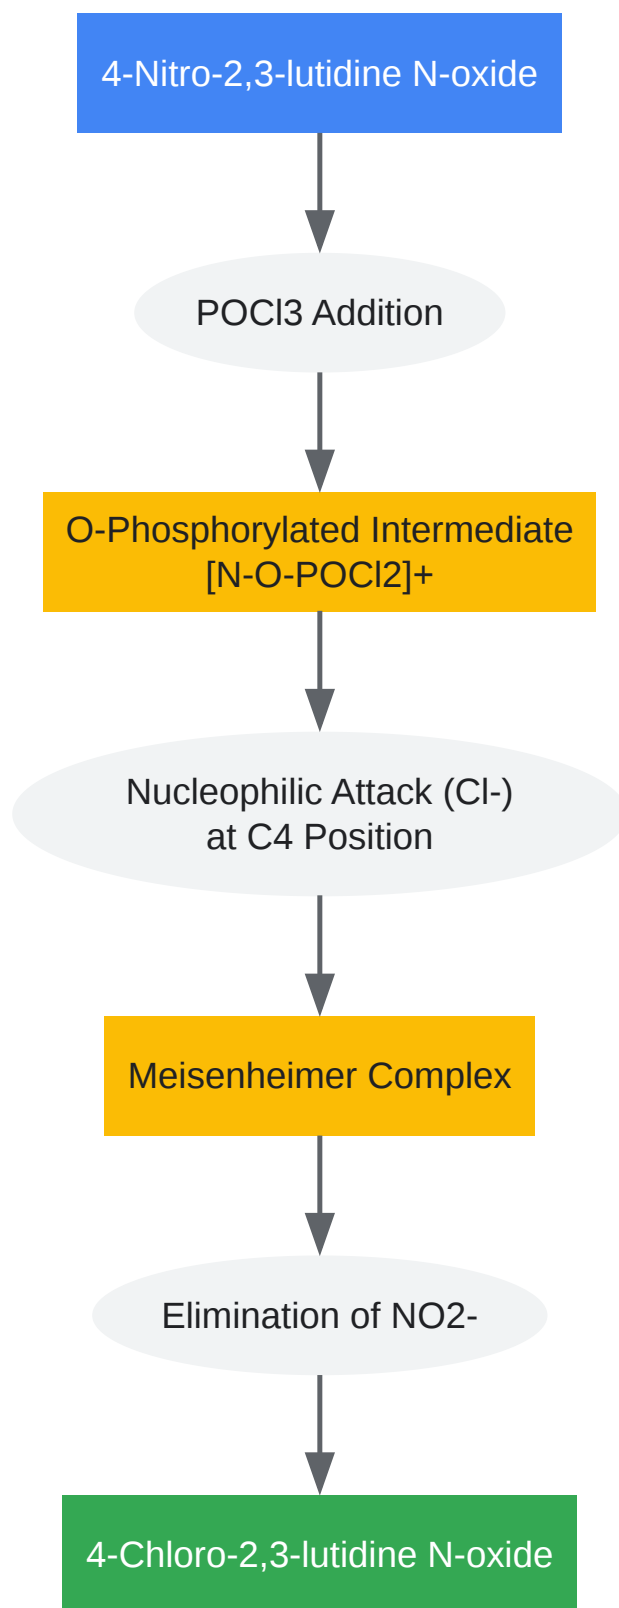 4-Nitro-2,3-lutidine N-oxide
POCl3 Addition
O-Phosphorylated Intermediate
[N-O-POCl2]+
Nucleophilic Attack (Cl-)
at C4 Position
Meisenheimer Complex
Elimination of NO2-
4-Chloro-2,3-lutidine N-oxide